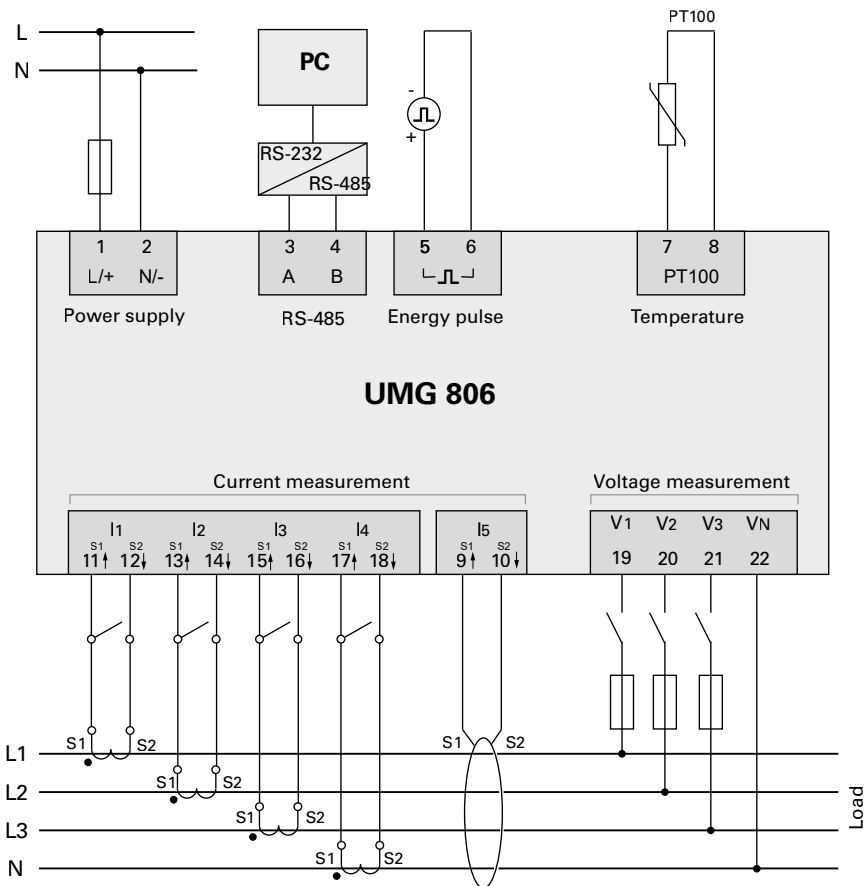 PT100
L
N
PC
-
+
RS-232
RS-485
1 2
L/+ N/-
3 4
A B
5 6
7 8
PT100
Power supply
RS-485
Energy pulse
Temperature
UMG 806
Current measurement
Voltage measurement
I1 I2 I3 I4
S1 S2 S1 S2 S1 S2 S1 S2
11 12 13 14 15 16 17 18
I5
S1 S2
9 10
V1 V2 V3 VN
19 20 21 22
L1 S1 S2 S1 S2
L2 S1 S2
L3 S1 S2
N S1 S2
Load